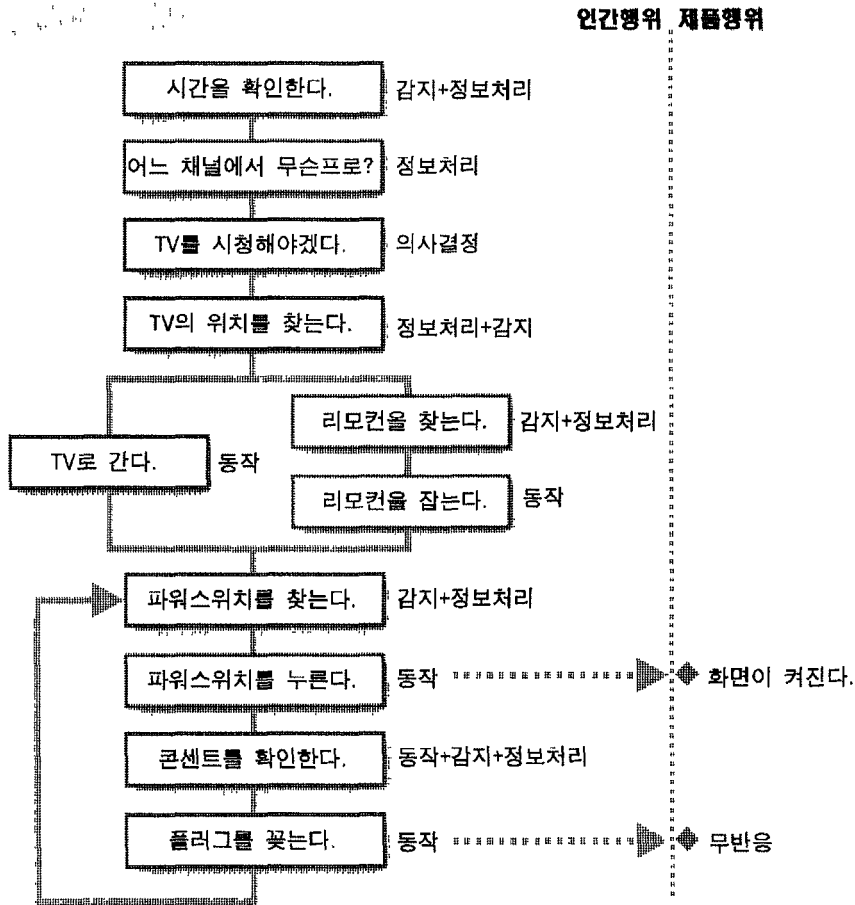 인간행위 제품행위
시간을 확인한다. 감지+정보처리
어느 채널에서 무슨프로? 정보처리
TV를 시청해야겠다. 의사결정
TV의 위치를 찾는다. 정보처리+감지
리모컨을 찾는다. 감지+정보처리
TV로 간다. 동작
리모컨을 잡는다. 동작
파워스위치를 찾는다. 감지+정보처리
파워스위치를 누른다. 동작 화면이 켜진다.
콘센트를 확인한다. 동작+감지+정보처리
플러그를 꽂는다. 동작 무반응